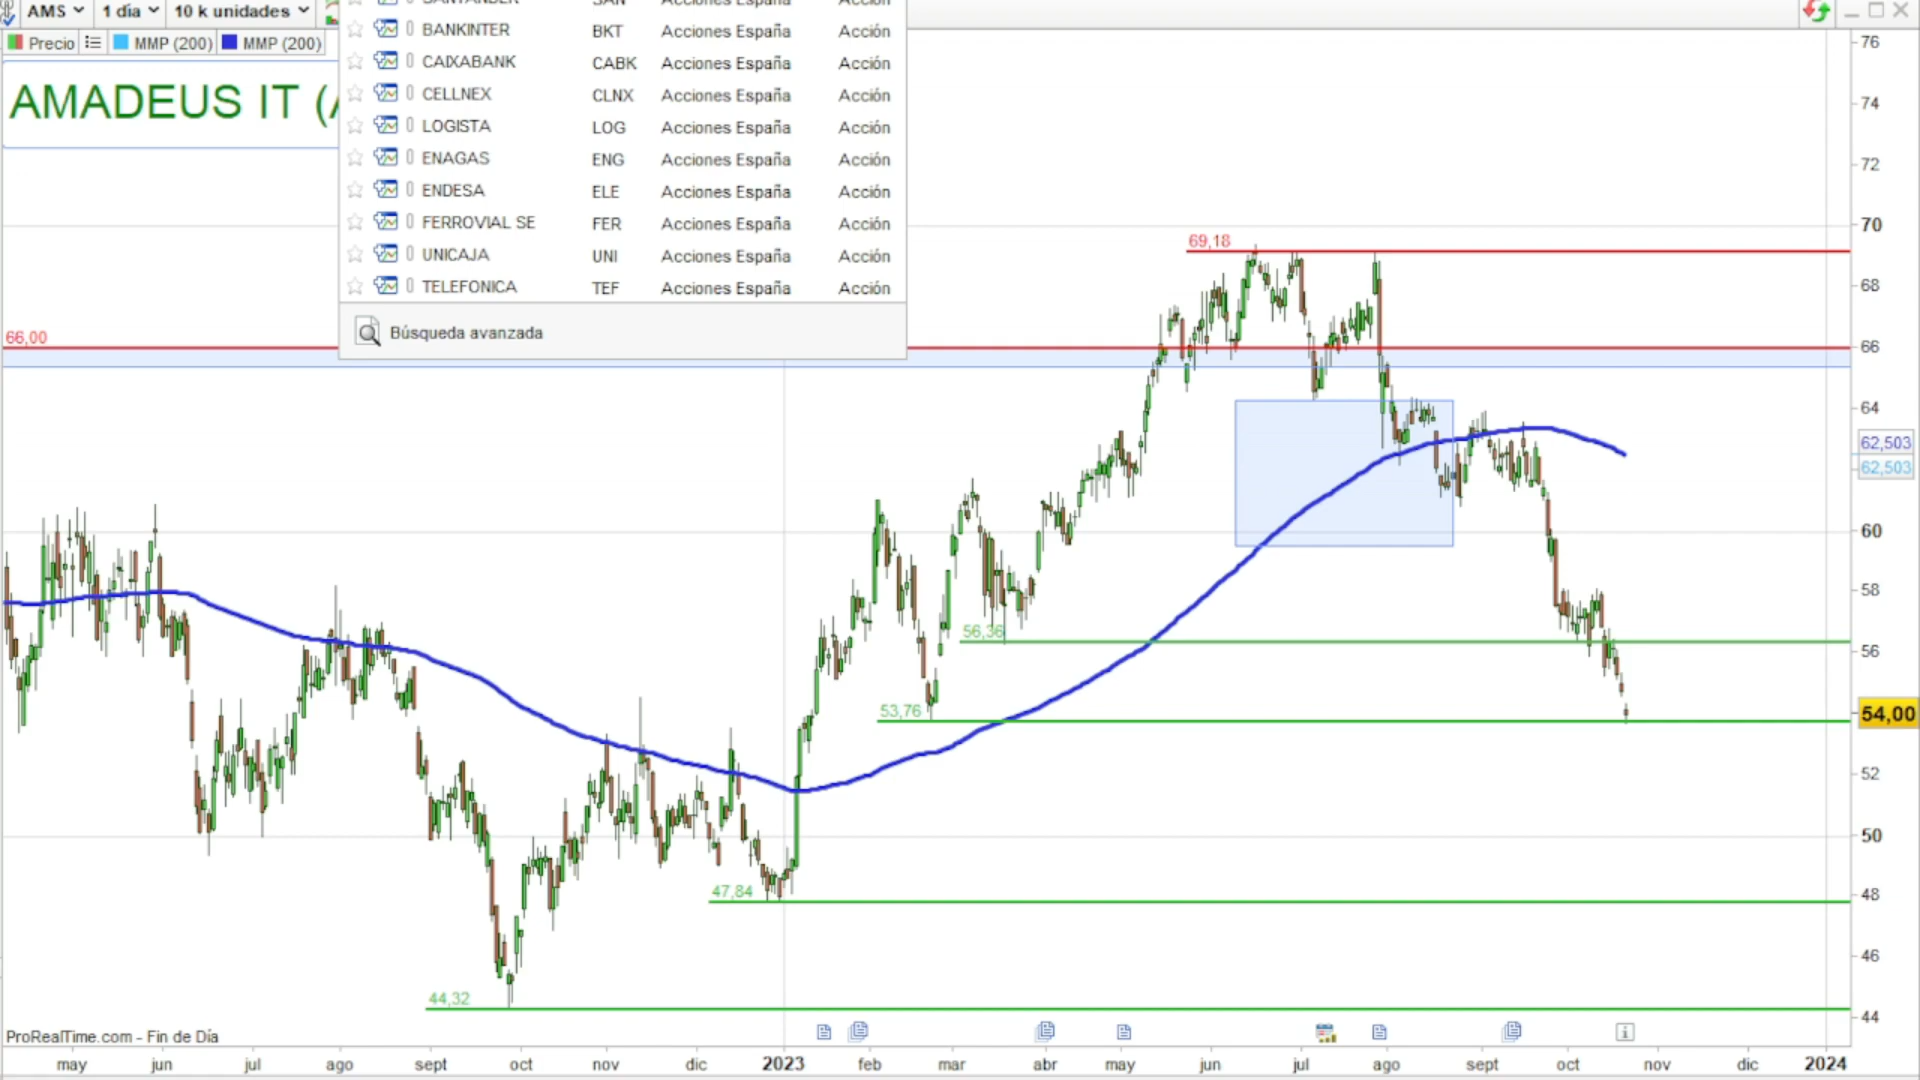 AMS 1 día 10 k unidades
Precio MMP (200) MMP (200)
AMADEUS IT (
SANTANDER SAN Acciones España Acción
BANKINTER BKT Acciones España Acción
CAIXABANK CABK Acciones España Acción
CELLNEX CLNX Acciones España Acción
LOGISTA LOG Acciones España Acción
ENAGAS ENG Acciones España Acción
ENDESA ELE Acciones España Acción
FERROVIAL SE FER Acciones España Acción
UNICAJA UNI Acciones España Acción
TELEFONICA TEF Acciones España Acción
Búsqueda avanzada
69,18
66,00
56,36
53,76
47,84
44,32
76
74
72
70
68
66
64
62,503
62,503
60
58
56
54,00
52
50
48
46
44
ProRealTime.com - Fin de Día
may jun jul ago sept oct nov dic 2023 feb mar abr may jun jul ago sept oct nov dic 2024